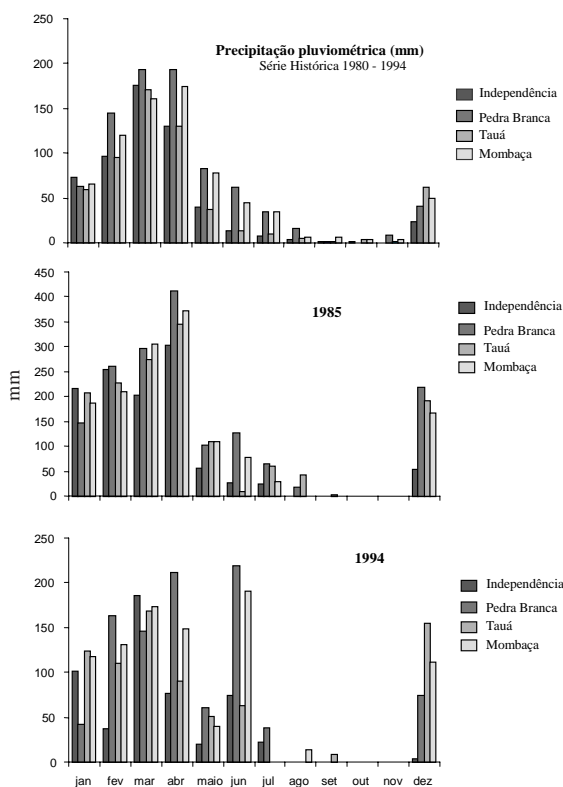 Precipitação pluviométrica (mm)
Série Histórica 1980 - 1994
250
200
150
100
50
0
Independência
Pedra Branca
Tauá
Mombaça
1985
mm
450
400
350
300
250
200
150
100
50
0
Independência
Pedra Branca
Tauá
Mombaça
1994
250
200
150
100
50
0
Independência
Pedra Branca
Tauá
Mombaça
jan fev mar abr maio jun jul ago set out nov dez